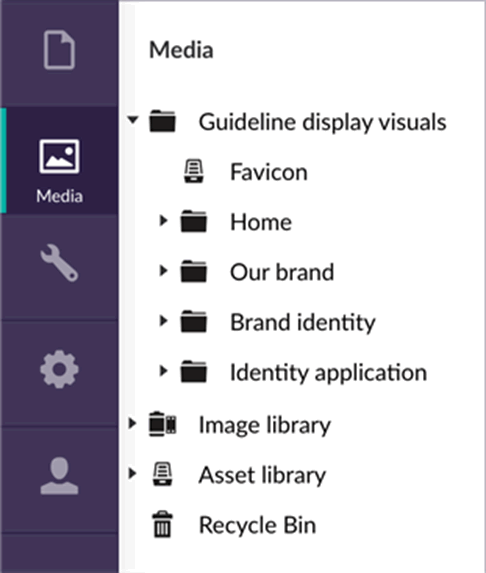 Media
Media
Guideline display visuals
Favicon
Home
Our brand
Brand identity
Identity application
Image library
Asset library
Recycle Bin